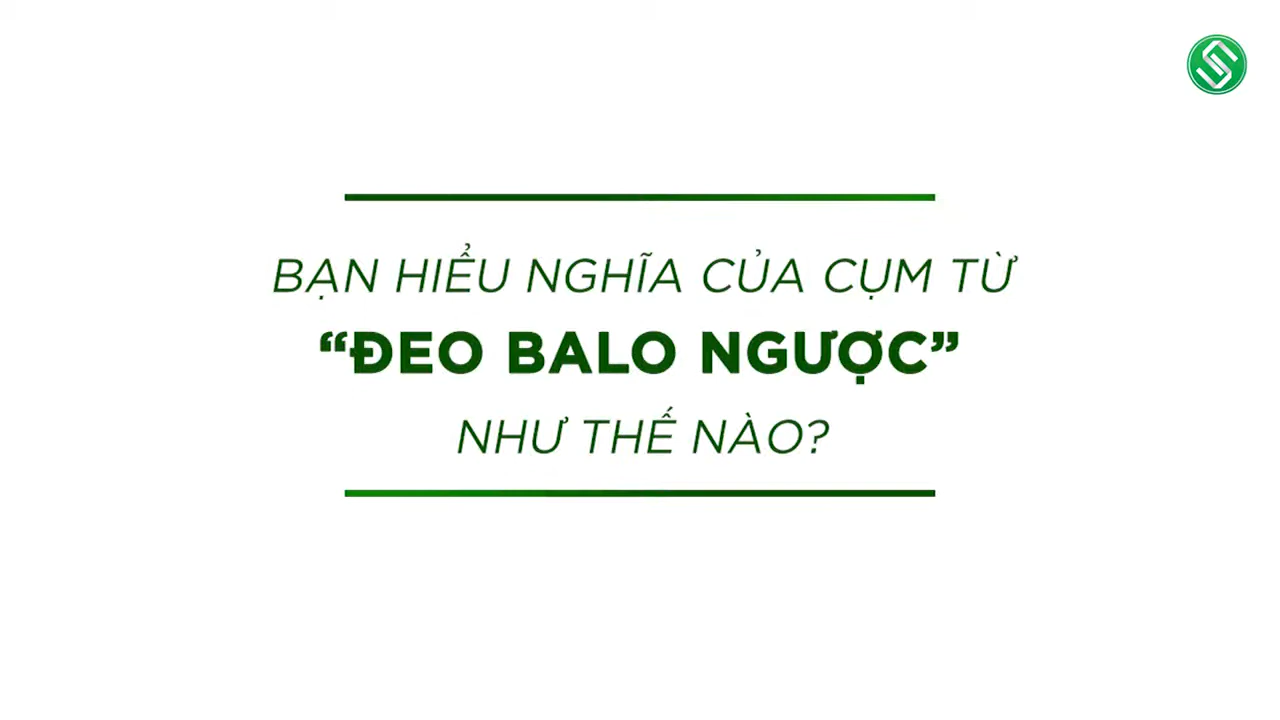 BẠN HIỂU NGHĨA CỦA CỤM TỪ
“ĐEO BALO NGƯỢC”
NHƯ THẾ NÀO?